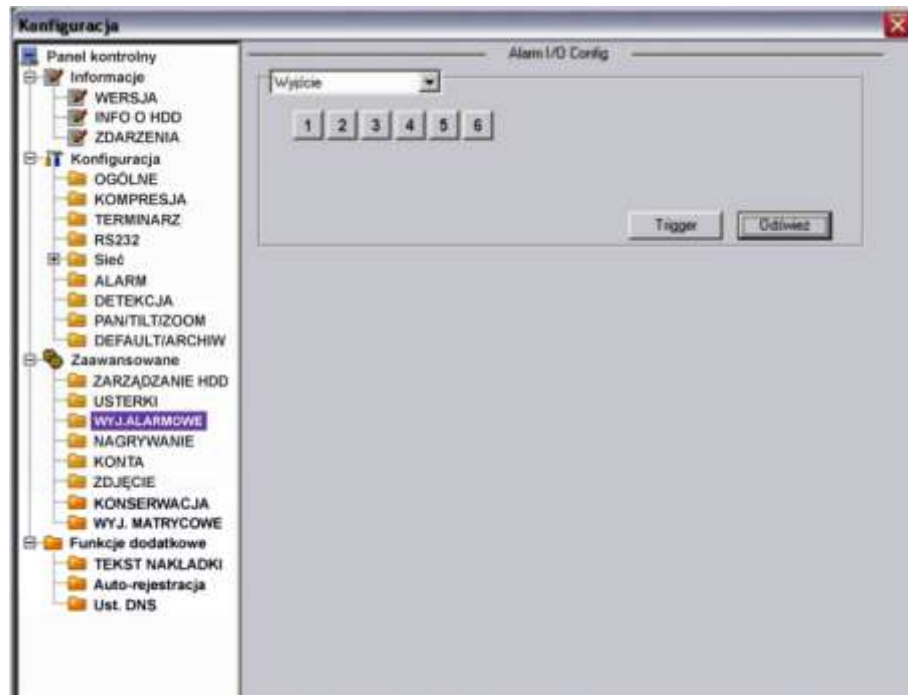 Konfiguracja
Panel kontrolny
Informacje
WERSJA
INFO O HDD
ZDARZENIA
Konfiguracja
OGÓLNE
KOMPRESJA
TERMINARZ
RS232
Sieć
ALARM
DETEKCJA
PAN/TILT/ZOOM
DEFAULT/ARCHIW
Zaawansowane
ZARZĄDZANIE HDD
USTERKI
WYJ.ALARMOWE
NAGRYWANIE
KONTA
ZDJĘCIE
KONSERWACJA
WYJ. MATRYCOWE
Funkcje dodatkowe
TEKST NAKŁADKI
Auto-rejestracja
Ust. DNS
Alarm I/O Config
Wyjście
1 2 3 4 5 6
Trigger Odśwież